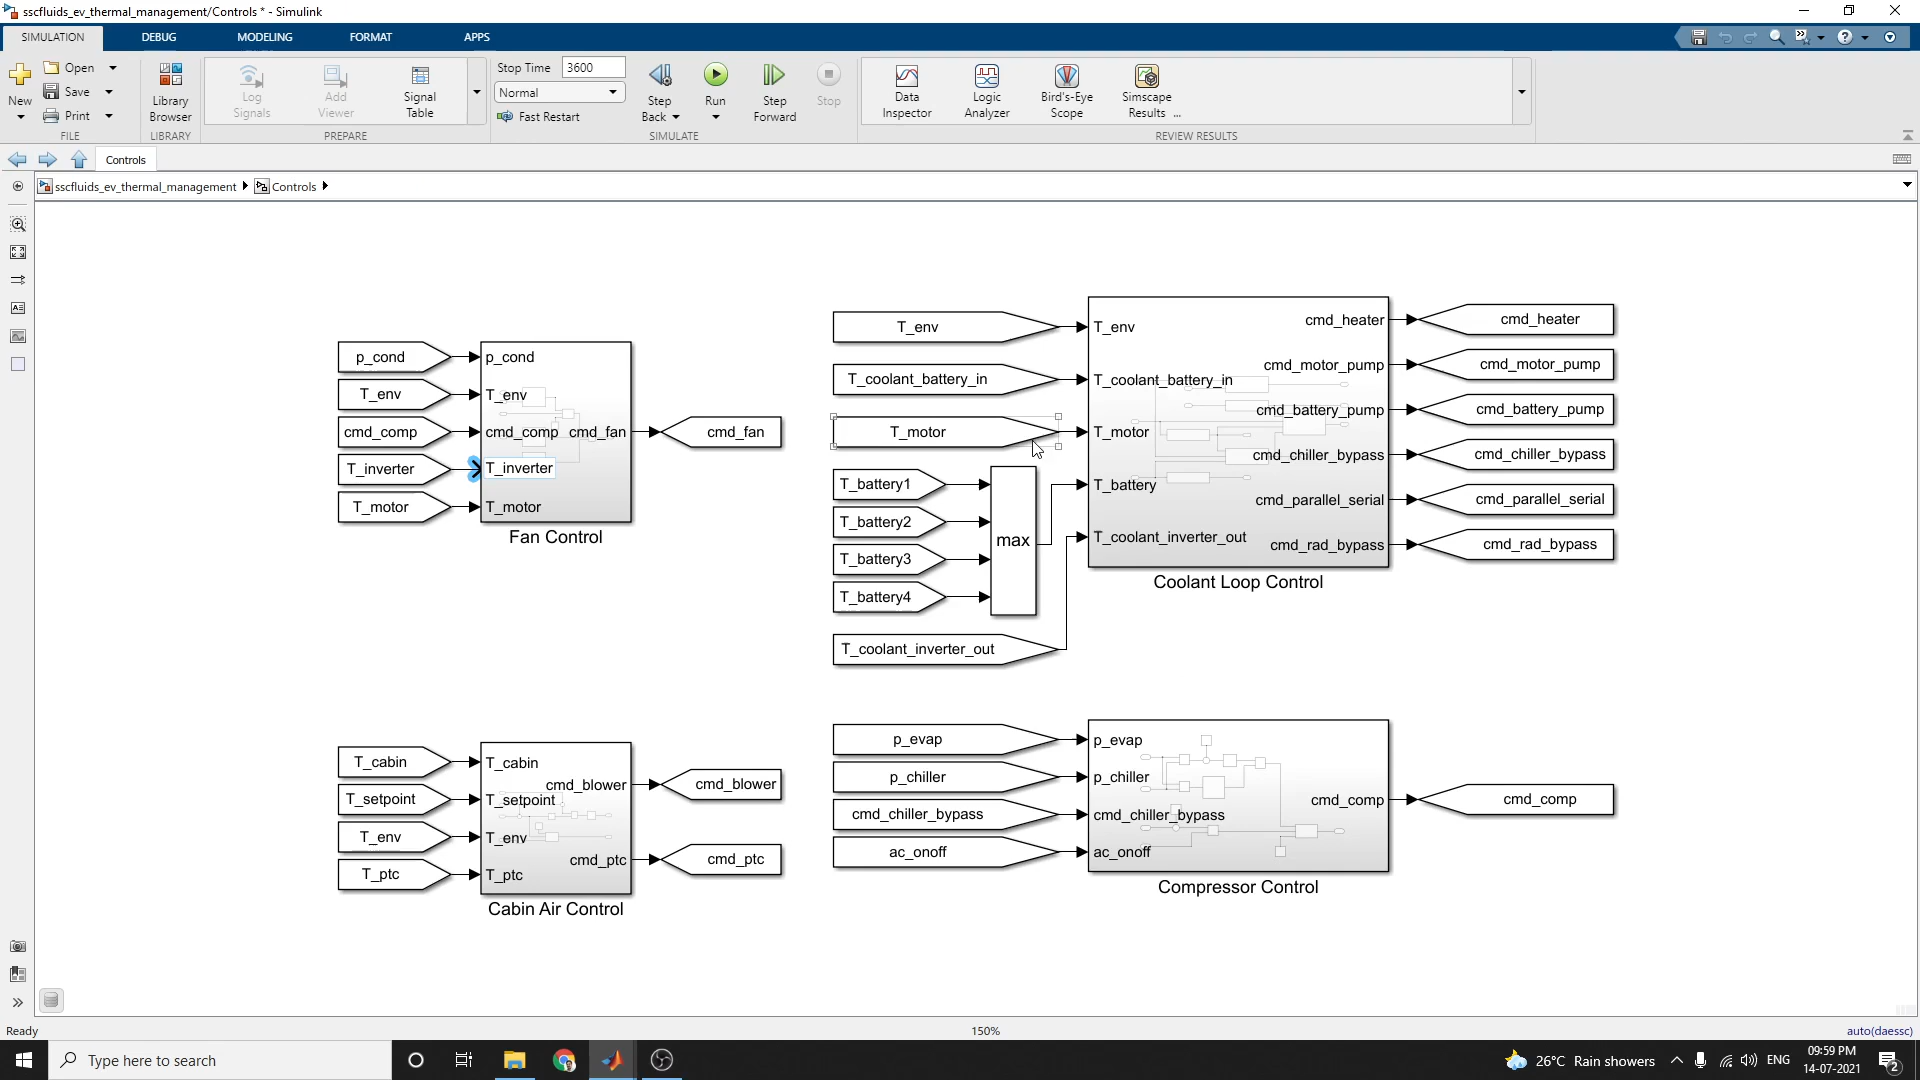 sscfluids_ev_thermal_management/Controls * - Simulink
SIMULATION DEBUG MODELING FORMAT APPS
New
Open
Save
Print
FILE
Library Browser
LIBRARY
Log Signals
Add Viewer
Signal Table
PREPARE
Stop Time 3600
Normal
Fast Restart
Step Back
Run
Step Forward
Stop
SIMULATE
Data Inspector
Logic Analyzer
Bird's-Eye Scope
Simscape Results ...
REVIEW RESULTS
Controls
sscfluids_ev_thermal_management Controls
p_cond
T_env
cmd_comp
T_inverter
T_motor
p_cond
T_env
cmd_comp
T_inverter
T_motor
cmd_fan
cmd_fan
Fan Control
T_env
T_coolant_battery_in
T_motor
T_battery1
T_battery2
T_battery3
T_battery4
max
T_coolant_inverter_out
T_env
T_coolant_battery_in
T_motor
T_battery
T_coolant_inverter_out
cmd_heater
cmd_motor_pump
cmd_battery_pump
cmd_chiller_bypass
cmd_parallel_serial
cmd_rad_bypass
cmd_heater
cmd_motor_pump
cmd_battery_pump
cmd_chiller_bypass
cmd_parallel_serial
cmd_rad_bypass
Coolant Loop Control
T_cabin
T_setpoint
T_env
T_ptc
T_cabin
T_setpoint
T_env
T_ptc
cmd_blower
cmd_ptc
cmd_blower
cmd_ptc
Cabin Air Control
p_evap
p_chiller
cmd_chiller_bypass
ac_onoff
p_evap
p_chiller
cmd_chiller_bypass
ac_onoff
cmd_comp
cmd_comp
Compressor Control
Ready 150% auto(daessc)
Type here to search
26°C Rain showers ENG
09:59 PM
14-07-2021
2